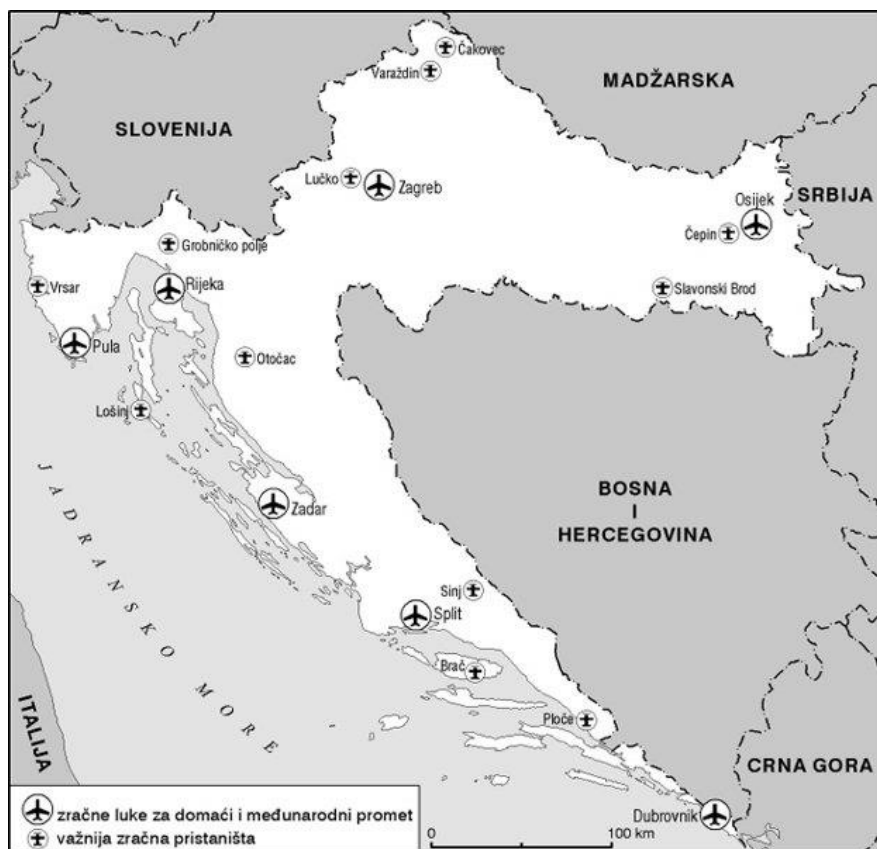 Čakovec
Varaždin
MADŽARSKA
SLOVENIJA
Lučko
Zagreb
SRBIJA
Osijek
Čepin
Grobničko polje
Vrsar
Rijeka
Slavonski Brod
Pula
Otočac
Lošinj
JADRANSKO MORE
BOSNA
I
HERCEGOVINA
Zadar
Sinj
Split
Brač
Ploče
ITALIJA
CRNA GORA
Dubrovnik
zračne luke za domaći i međunarodni promet
važnija zračna pristaništa
0 100 km